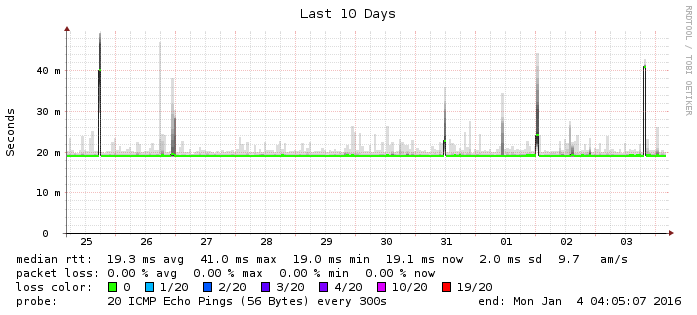 Last 10 Days
RRDTOOL / TOBI OETIKER
Seconds
40 m
30 m
20 m
10 m
0
25 26 27 28 29 30 31 01 02 03
median rtt: 19.3 ms avg 41.0 ms max 19.0 ms min 19.1 ms now 2.0 ms sd 9.7 am/s
packet loss: 0.00 % avg 0.00 % max 0.00 % min 0.00 % now
loss color: 0 1/20 2/20 3/20 4/20 10/20 19/20
probe: 20 ICMP Echo Pings (56 Bytes) every 300s end: Mon Jan 4 04:05:07 2016